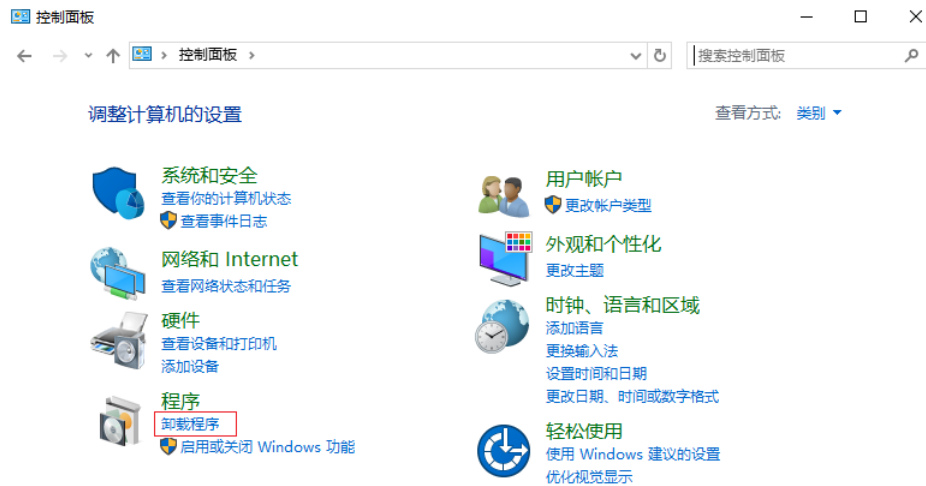 控制面板
控制面板
搜索控制面板
调整计算机的设置
查看方式: 类别
系统和安全
查看你的计算机状态
查看事件日志
网络和 Internet
查看网络状态和任务
硬件
查看设备和打印机
添加设备
程序
卸载程序
启用或关闭 Windows 功能
用户帐户
更改帐户类型
外观和个性化
更改主题
时钟、语言和区域
添加语言
更换输入法
设置时间和日期
更改日期、时间或数字格式
轻松使用
使用 Windows 建议的设置
优化视觉显示